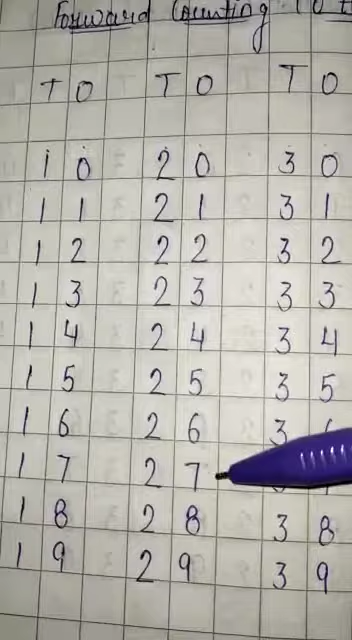 Forward Counting 10 t
T O T O T O
1 0 2 0 3 0
1 1 2 1 3 1
1 2 2 2 3 2
1 3 2 3 3 3
1 4 2 4 3 4
1 5 2 5 3 5
1 6 2 6 3
1 7 2 7
1 8 2 8 3 8
1 9 2 9 3 9